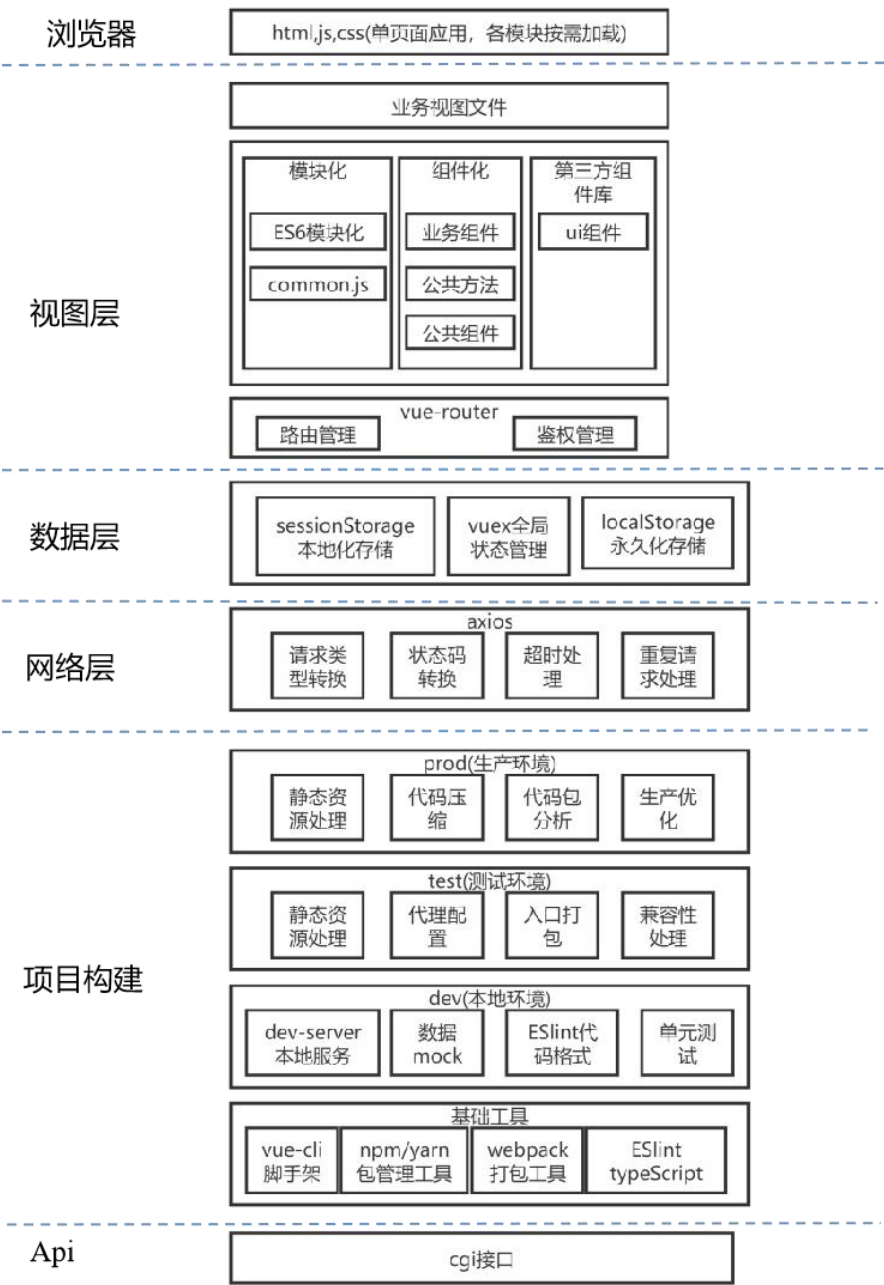 浏览器
html,js,css(单页面应用，各模块按需加载)
视图层
业务视图文件
模块化
ES6模块化
common.js
组件化
业务组件
公共方法
公共组件
第三方组
件库
ui组件
vue-router
路由管理
鉴权管理
数据层
sessionStorage
本地化存储
vuex全局
状态管理
localStorage
永久化存储
网络层
axios
请求类
型转换
状态码
转换
超时处
理
重复请
求处理
项目构建
prod(生产环境)
静态资
源处理
代码压
缩
代码包
分析
生产优
化
test(测试环境)
静态资
源处理
代理配
置
入口打
包
兼容性
处理
dev(本地环境)
dev-server
本地服务
数据
mock
ESlint代
码格式
单元测
试
基础工具
vue-cli
脚手架
npm/yarn
包管理工具
webpack
打包工具
ESlint
typeScript
Api
cgi接口